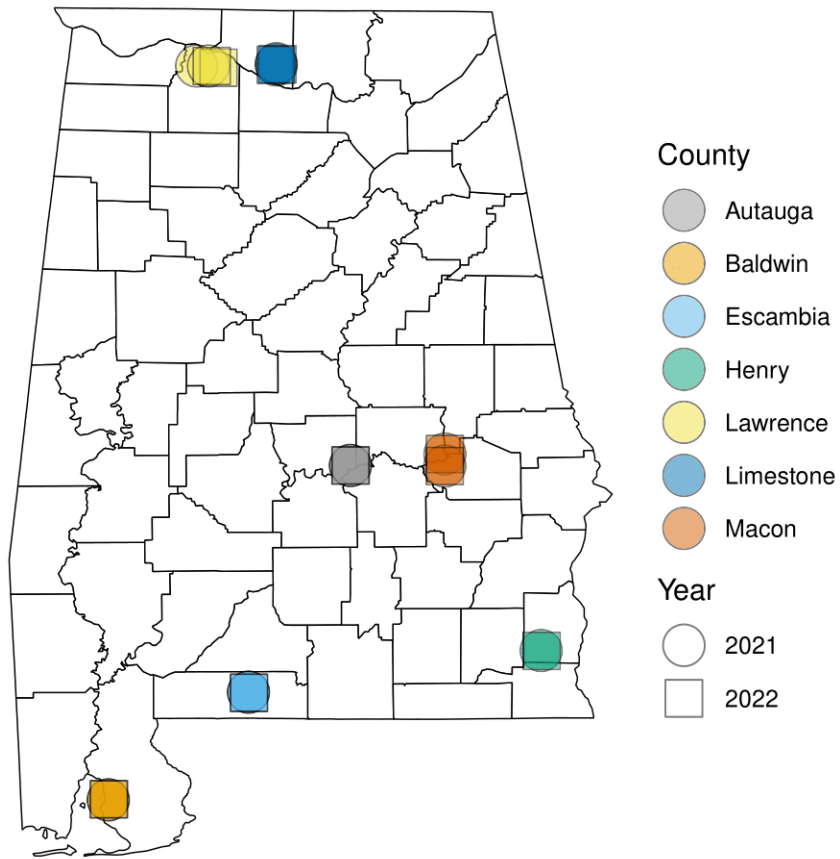 County
Autauga
Baldwin
Escambia
Henry
Lawrence
Limestone
Macon
Year
2021
2022